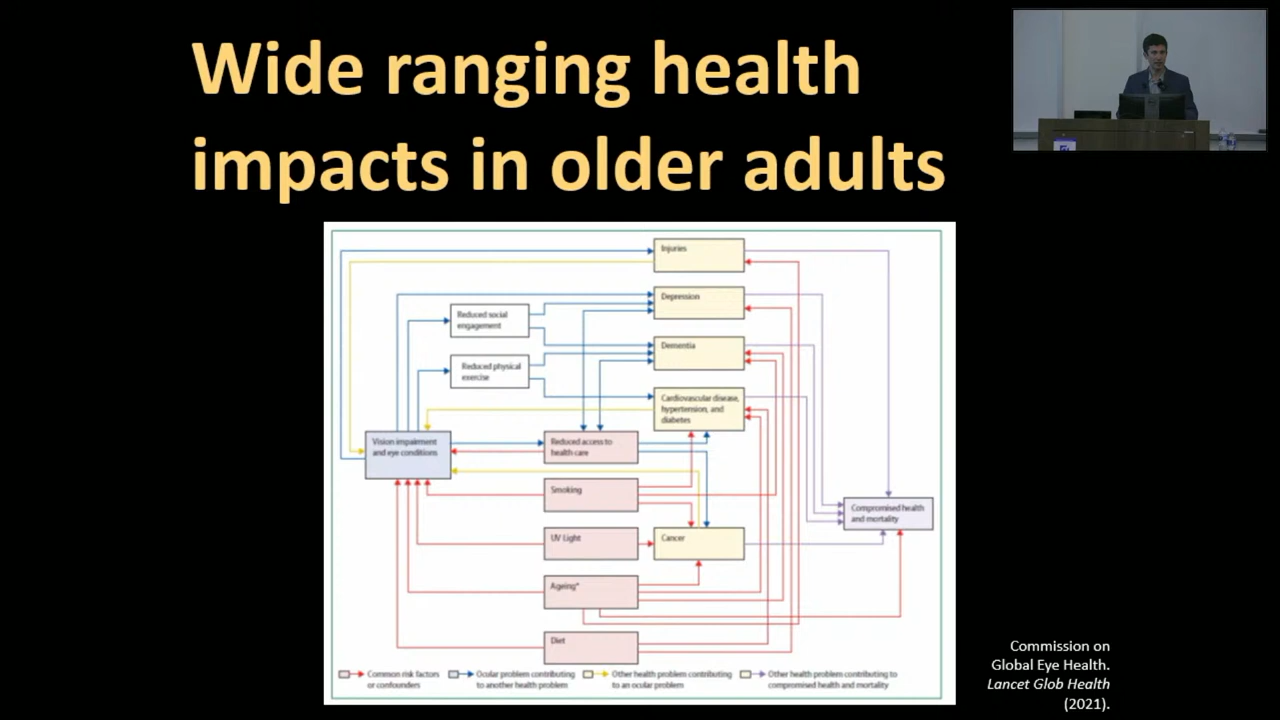 Wide ranging health
impacts in older adults
Injuries
Depression
Reduced social
engagement
Dementia
Reduced physical
exercise
Cardiovascular disease,
hypertension, and
diabetes
Vision impairment
and eye conditions
Reduced access to
health care
Smoking
Compromised health
and mortality
UV Light
Cancer
Ageing*
Diet
Common risk factors
or confounders
Ocular problem contributing
to another health problem
Other health problem contributing
to an ocular problem
Other health problem contributing to
compromised health and mortality
Commission on
Global Eye Health.
Lancet Glob Health
(2021).